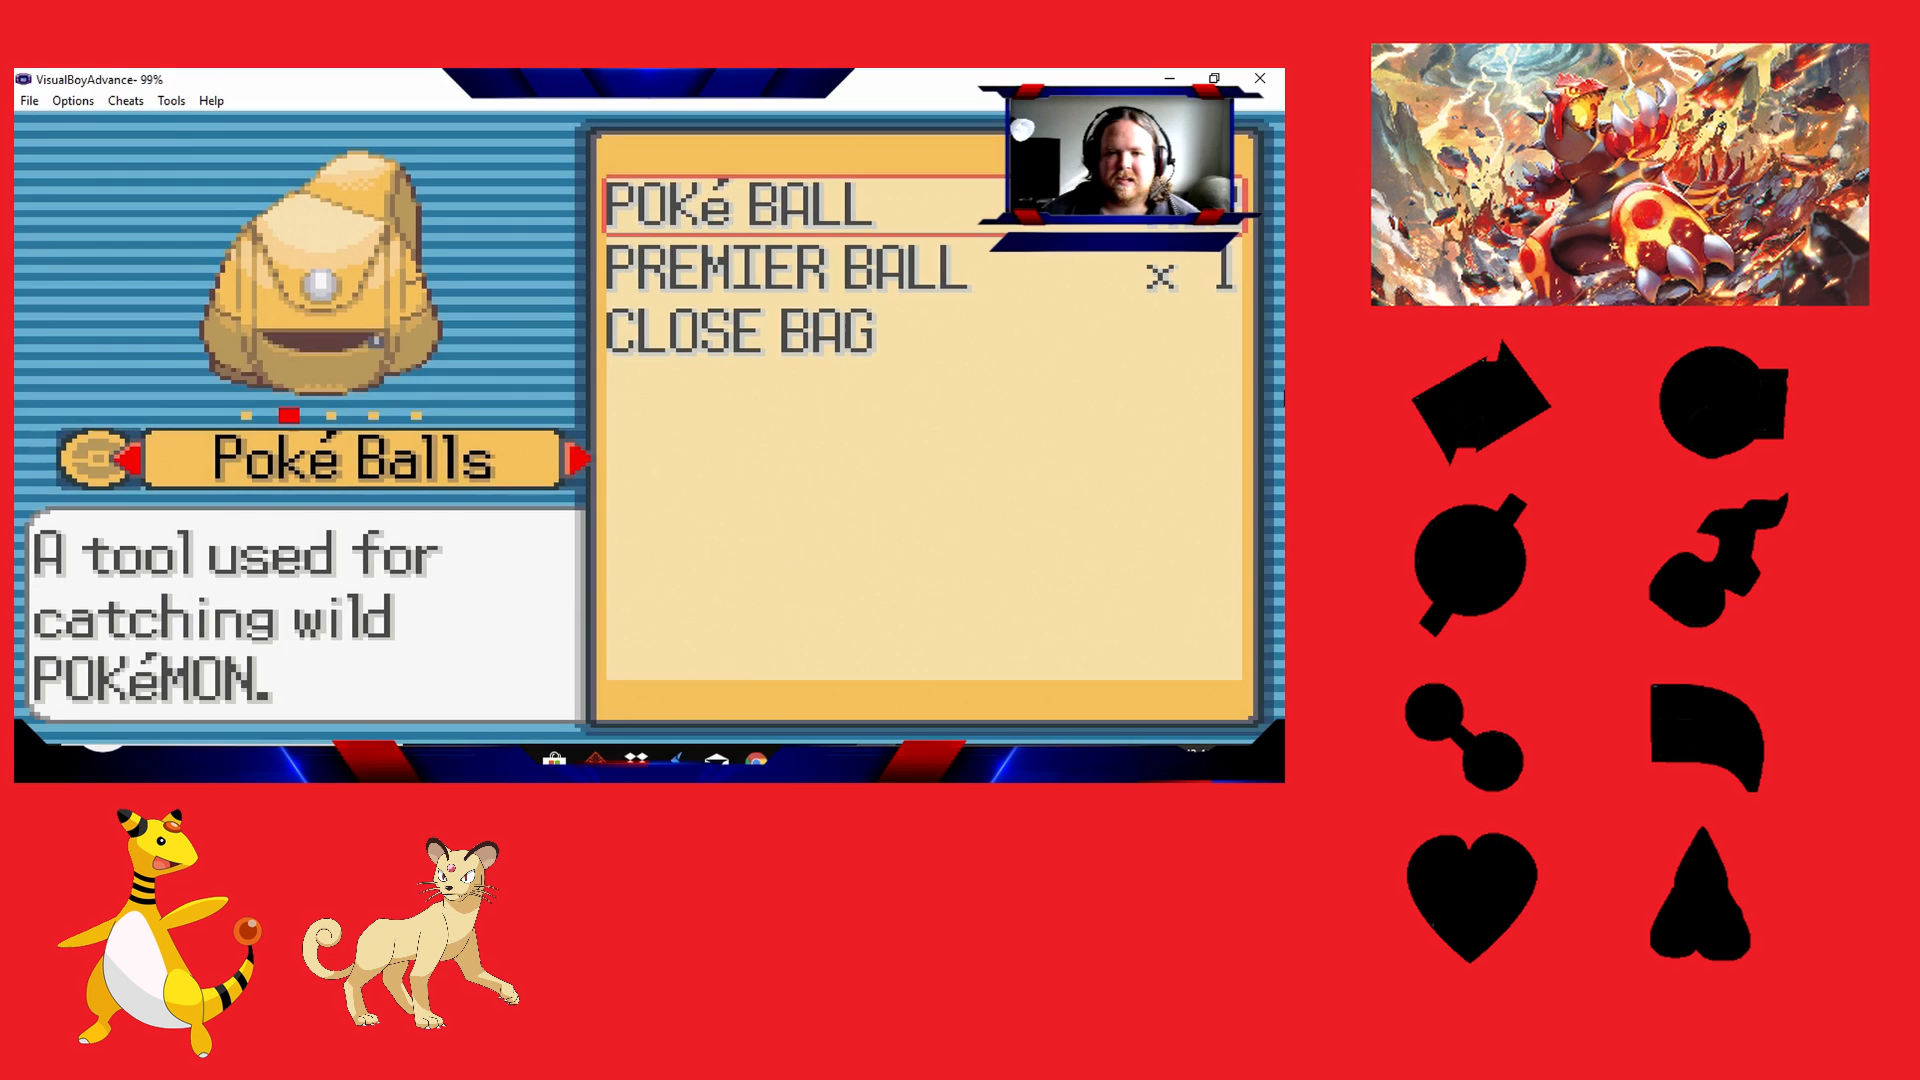 VisualBoyAdvance- 99%
File Options Cheats Tools Help
POKé BALL
PREMIER BALL x 1
CLOSE BAG
Poké Balls
A tool used for
catching wild
POKéMON.